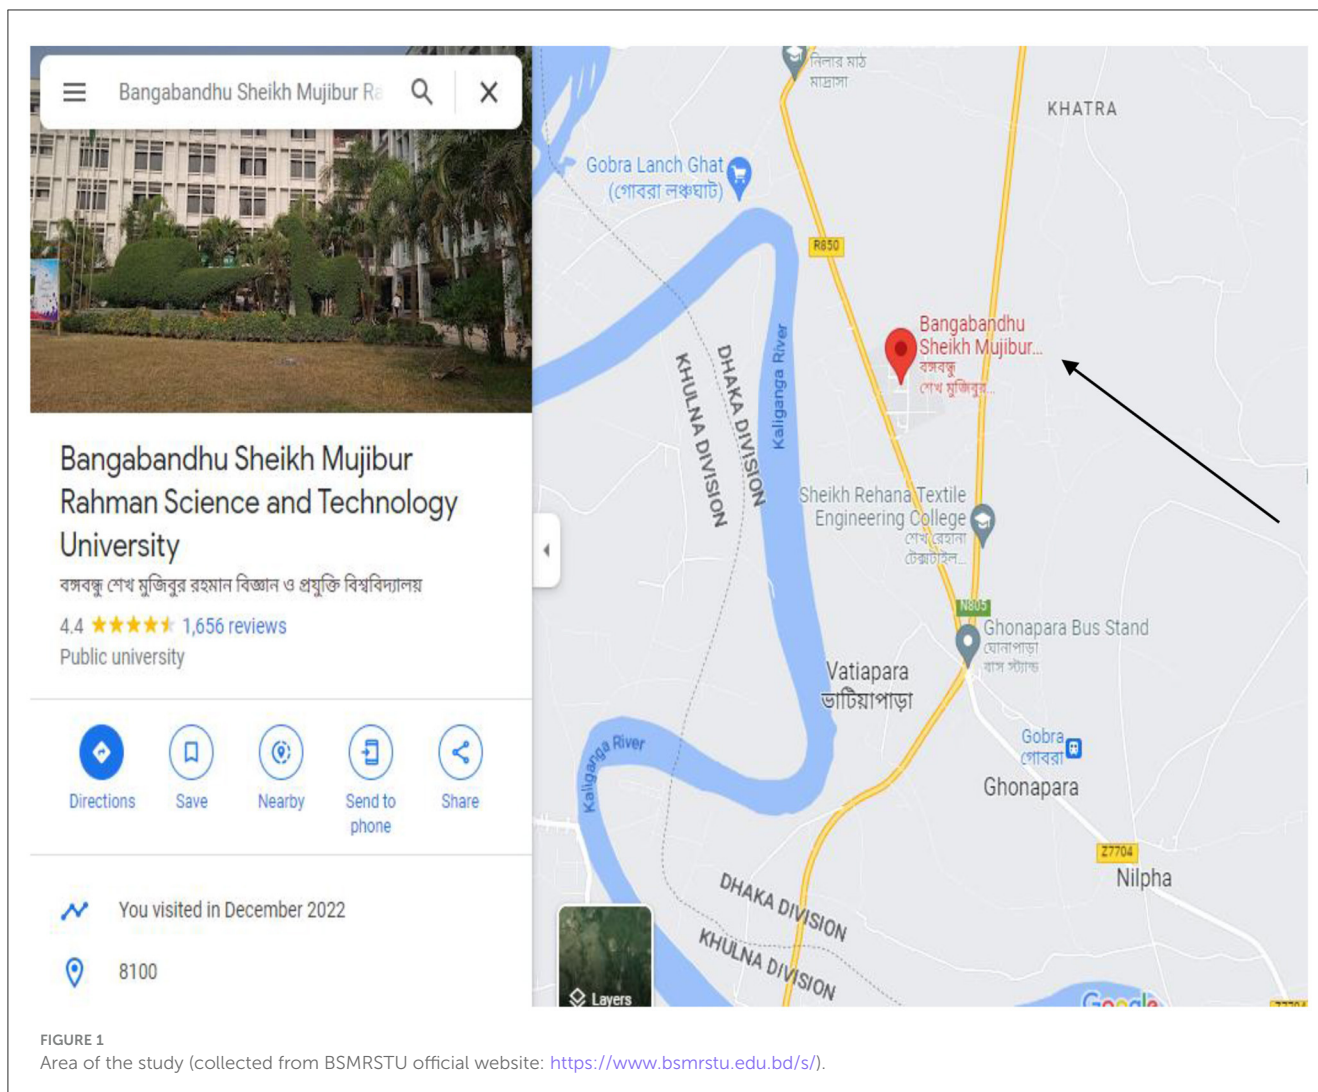 Bangabandhu Sheikh Mujibur Ra
Bangabandhu Sheikh Mujibur
Rahman Science and Technology
University
বঙ্গবন্ধু শেখ মুজিবুর রহমান বিজ্ঞান ও প্রযুক্তি বিশ্ববিদ্যালয়
4.4 1,656 reviews
Public university
Directions
Save
Nearby
Send to
phone
Share
You visited in December 2022
8100
নিলার মাঠ
মাদ্রাসা
KHATRA
Gobra Lanch Ghat
(গোবরা লঞ্চঘাট)
R850
Bangabandhu
Sheikh Mujibur...
বঙ্গবন্ধু
শেখ মুজিবুর...
Kaliganga River
DHAKA DIVISION
KHULNA DIVISION
Sheikh Rehana Textile
Engineering College
শেখ রেহানা
টেক্সটাইল...
N805
Ghonapara Bus Stand
ঘোনাপাড়া
বাস স্ট্যান্ড
Vatiapara
ভাটিয়াপাড়া
Kaliganga River
Gobra
গোবরা
Ghonapara
Z7704
Nilpha
DHAKA DIVISION
KHULNA DIVISION
Layers
Google
Z7704
FIGURE 1
Area of the study (collected from BSMRSTU official website: https://www.bsmrstu.edu.bd/s/).